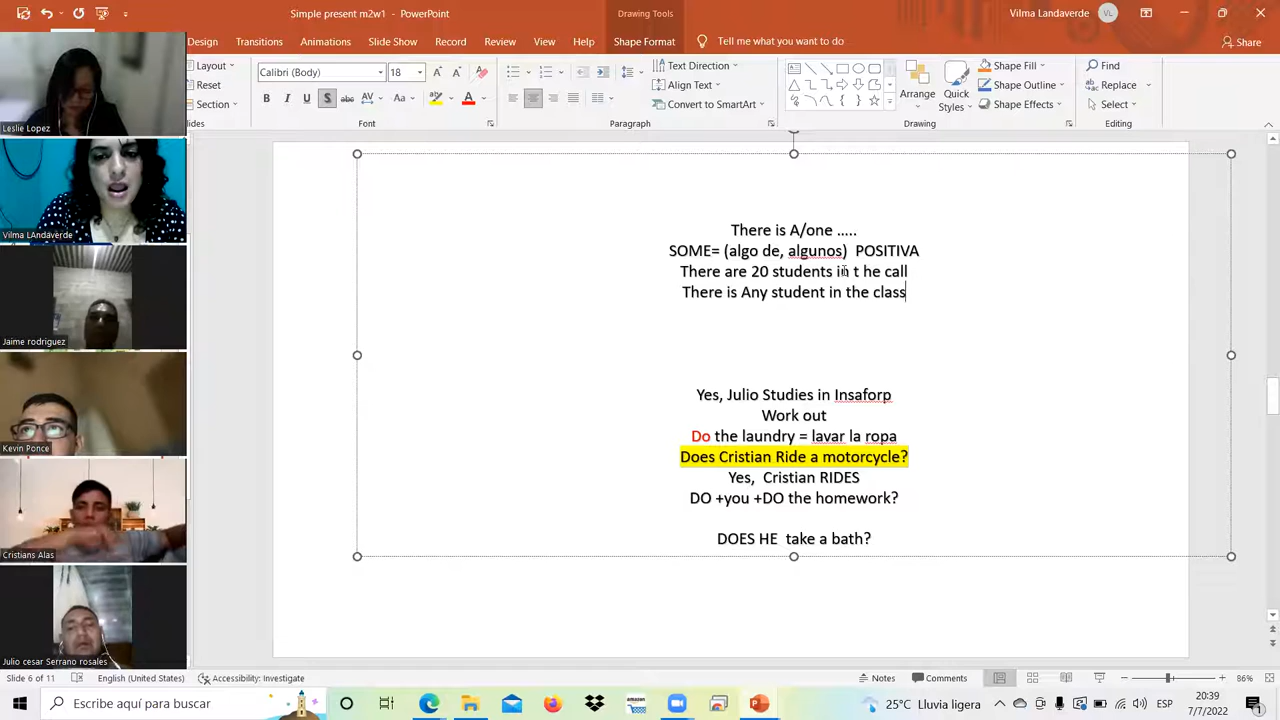 presentacion gramaticas m2w1 - PowerPoint
Drawing Tools
Vilma Landaverde
VL
Design
Transitions
Animations
Slide Show
Record
Review
View
Help
Shape Format
Tell me what you want to do
Share
Layout
Reset
Section
Calibri (Body)
18
Font
Text Direction
Align Text
Convert to SmartArt
Paragraph
Arrange
Quick
Styles
Shape Fill
Shape Outline
Shape Effects
Drawing
Find
Replace
Select
Editing
Leslie Lopez
Vilma LAndaverde
Jaime rodriguez
Kevin Ponce
Cristians Alas
Julio cesar Serrano rosales
There is A/one .....
SOME= (algo de, algunos) POSITIVA
There are 20 students in t he call
There is Any student in the class
Yes, Julio Studies in Insaforp
Work out
Do the laundry = lavar la ropa
Does Cristian Ride a motorcycle?
Yes, Cristian RIDES
DO +you +DO the homework?
DOES HE take a bath?
Slide 6 of 11
English (United States)
Accessibility: Investigate
Notes
Comments
86%
Escribe aquí para buscar
amazon
25°C Lluvia ligera
ESP
20:39
7/7/2022
1